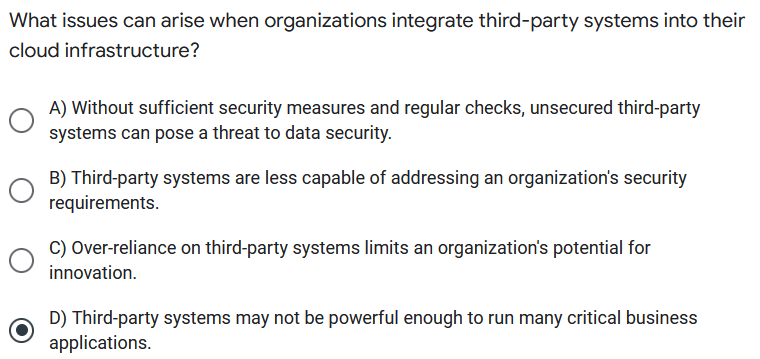 What issues can arise when organizations integrate third-party systems into their
cloud infrastructure?
A) Without sufficient security measures and regular checks, unsecured third-party
systems can pose a threat to data security.
B) Third-party systems are less capable of addressing an organization's security
requirements.
C) Over-reliance on third-party systems limits an organization's potential for
innovation.
D) Third-party systems may not be powerful enough to run many critical business
applications.